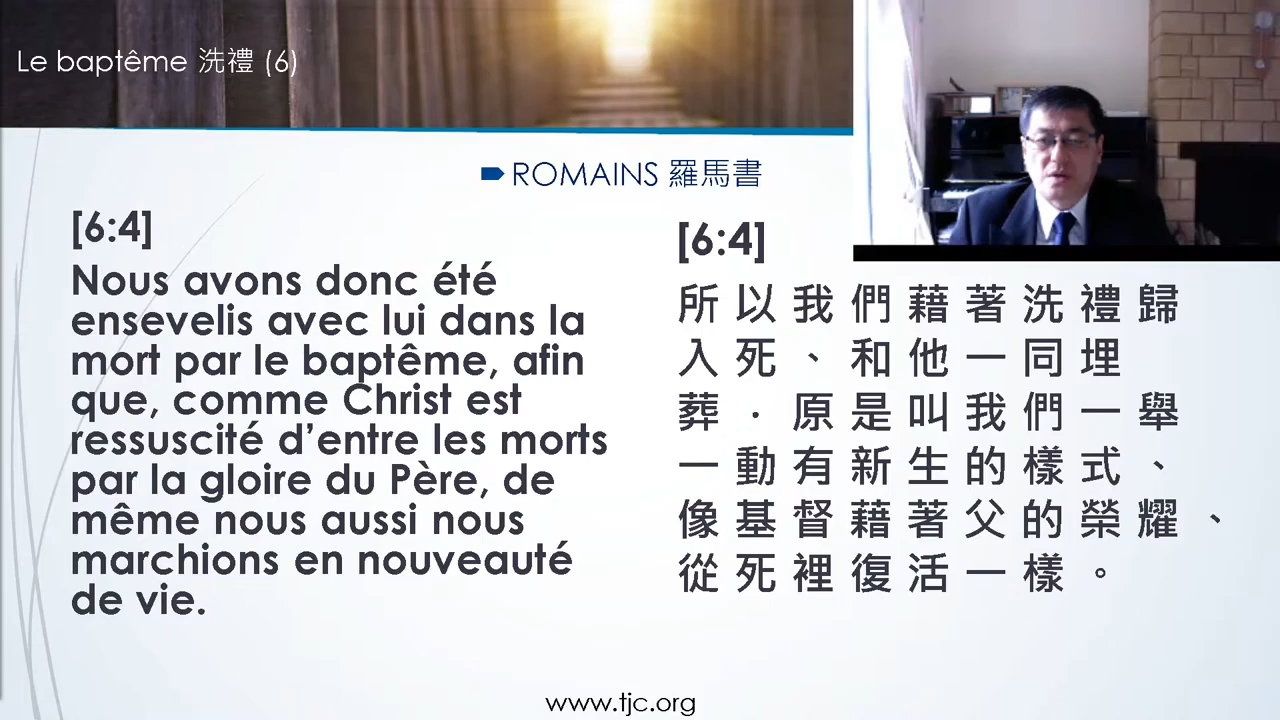 Le baptême 洗禮 (6)
ROMAINS 羅馬書
[6:4]
Nous avons donc été
ensevelis avec lui dans la
mort par le baptême, afin
que, comme Christ est
ressuscité d’entre les morts
par la gloire du Père, de
même nous aussi nous
marchions en nouveauté
de vie.
[6:4]
所以我們藉著洗禮歸
入死、和他一同埋
葬．原是叫我們一舉
一動有新生的樣式、
像基督藉著父的榮耀、
從死裡復活一樣。
www.tjc.org